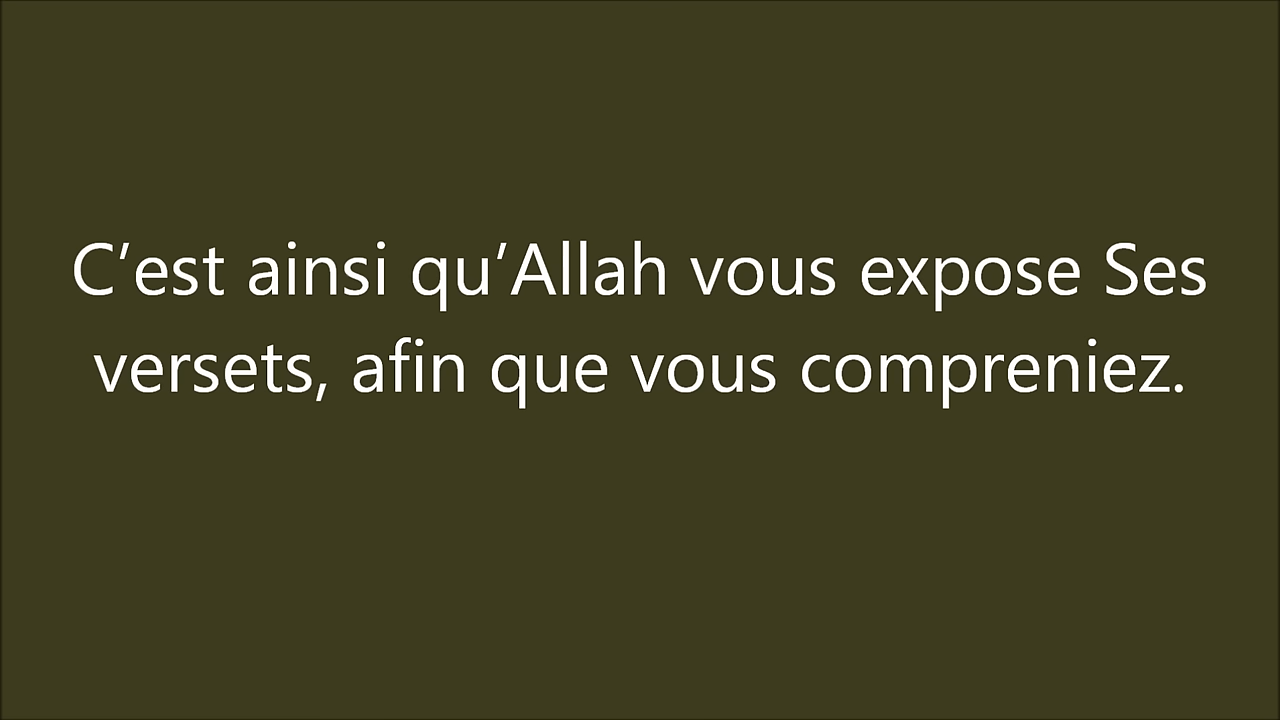 C’est ainsi qu’Allah vous expose Ses
versets, afin que vous compreniez.